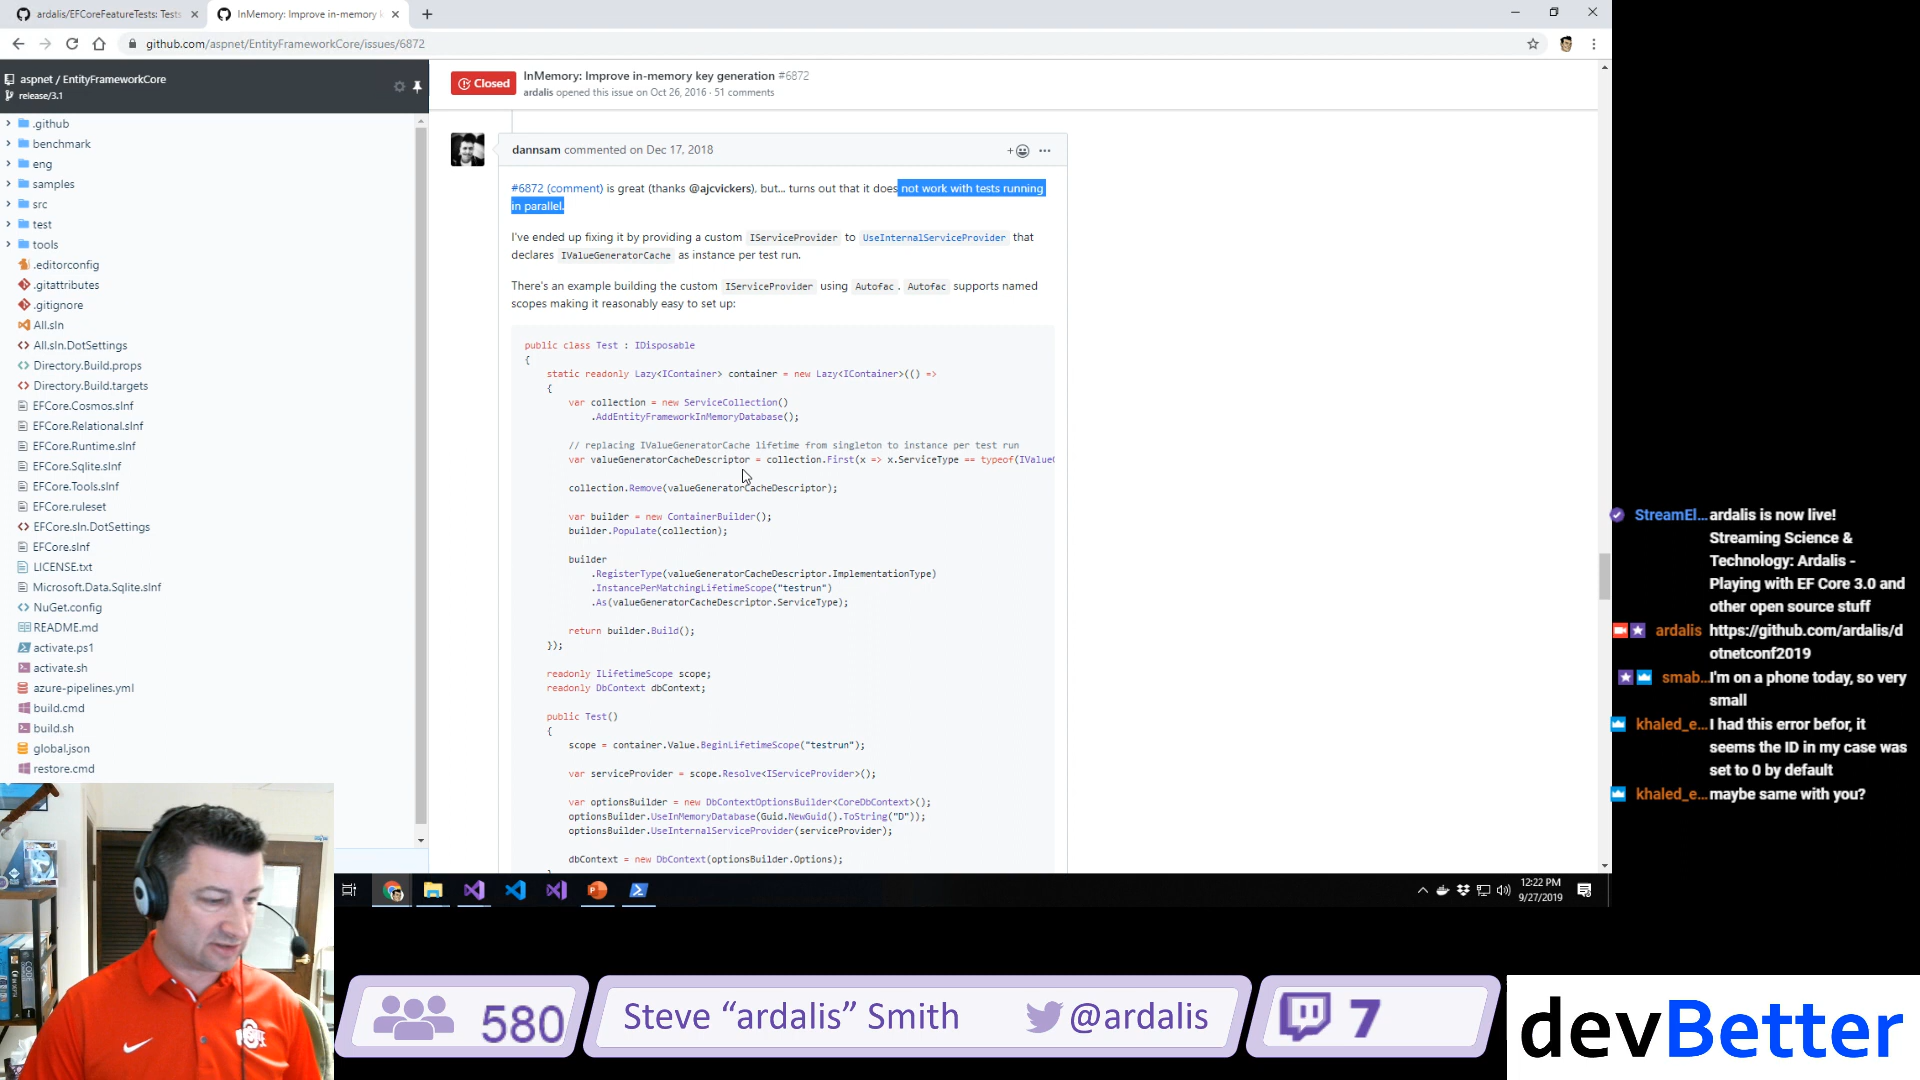 ardalis/EFCoreFeatureTests: Tests
InMemory: Improve in-memory k
github.com/aspnet/EntityFrameworkCore/issues/6872
aspnet / EntityFrameworkCore
release/3.1
.github
benchmark
eng
samples
src
test
tools
.editorconfig
.gitattributes
.gitignore
All.sln
All.sln.DotSettings
Directory.Build.props
Directory.Build.targets
EFCore.Cosmos.slnf
EFCore.Relational.slnf
EFCore.Runtime.slnf
EFCore.Sqlite.slnf
EFCore.Tools.slnf
EFCore.ruleset
EFCore.sln.DotSettings
EFCore.slnf
LICENSE.txt
Microsoft.Data.Sqlite.slnf
NuGet.config
README.md
activate.ps1
activate.sh
azure-pipelines.yml
build.cmd
build.sh
global.json
restore.cmd
Closed
InMemory: Improve in-memory key generation #6872
ardalis opened this issue on Oct 26, 2016 · 51 comments
dannsam commented on Dec 17, 2018
#6872 (comment) is great (thanks @ajcvickers), but... turns out that it does not work with tests running
in parallel.
I've ended up fixing it by providing a custom IServiceProvider to UseInternalServiceProvider that
declares IValueGeneratorCache as instance per test run.
There's an example building the custom IServiceProvider using Autofac. Autofac supports named
scopes making it reasonably easy to set up:
public class Test : IDisposable
{
static readonly Lazy<IContainer> container = new Lazy<IContainer>(() =>
{
var collection = new ServiceCollection()
.AddEntityFrameworkInMemoryDatabase();
// replacing IValueGeneratorCache lifetime from singleton to instance per test run
var valueGeneratorCacheDescriptor = collection.First(x => x.ServiceType == typeof(IValueG
collection.Remove(valueGeneratorCacheDescriptor);
var builder = new ContainerBuilder();
builder.Populate(collection);
builder
.RegisterType(valueGeneratorCacheDescriptor.ImplementationType)
.InstancePerMatchingLifetimeScope("testrun")
.As(valueGeneratorCacheDescriptor.ServiceType);
return builder.Build();
});
readonly ILifetimeScope scope;
readonly DbContext dbContext;
public Test()
{
scope = container.Value.BeginLifetimeScope("testrun");
var serviceProvider = scope.Resolve<IServiceProvider>();
var optionsBuilder = new DbContextOptionsBuilder<CoreDbContext>();
optionsBuilder.UseInMemoryDatabase(Guid.NewGuid().ToString("D"));
optionsBuilder.UseInternalServiceProvider(serviceProvider);
dbContext = new DbContext(optionsBuilder.Options);
12:22 PM
9/27/2019
StreamEl... ardalis is now live!
Streaming Science &
Technology: Ardalis -
Playing with EF Core 3.0 and
other open source stuff
ardalis https://github.com/ardalis/d
otnetconf2019
smab... I'm on a phone today, so very
small
khaled_e... I had this error befor, it
seems the ID in my case was
set to 0 by default
khaled_e... maybe same with you?
580
Steve "ardalis" Smith
@ardalis
7
devBetter